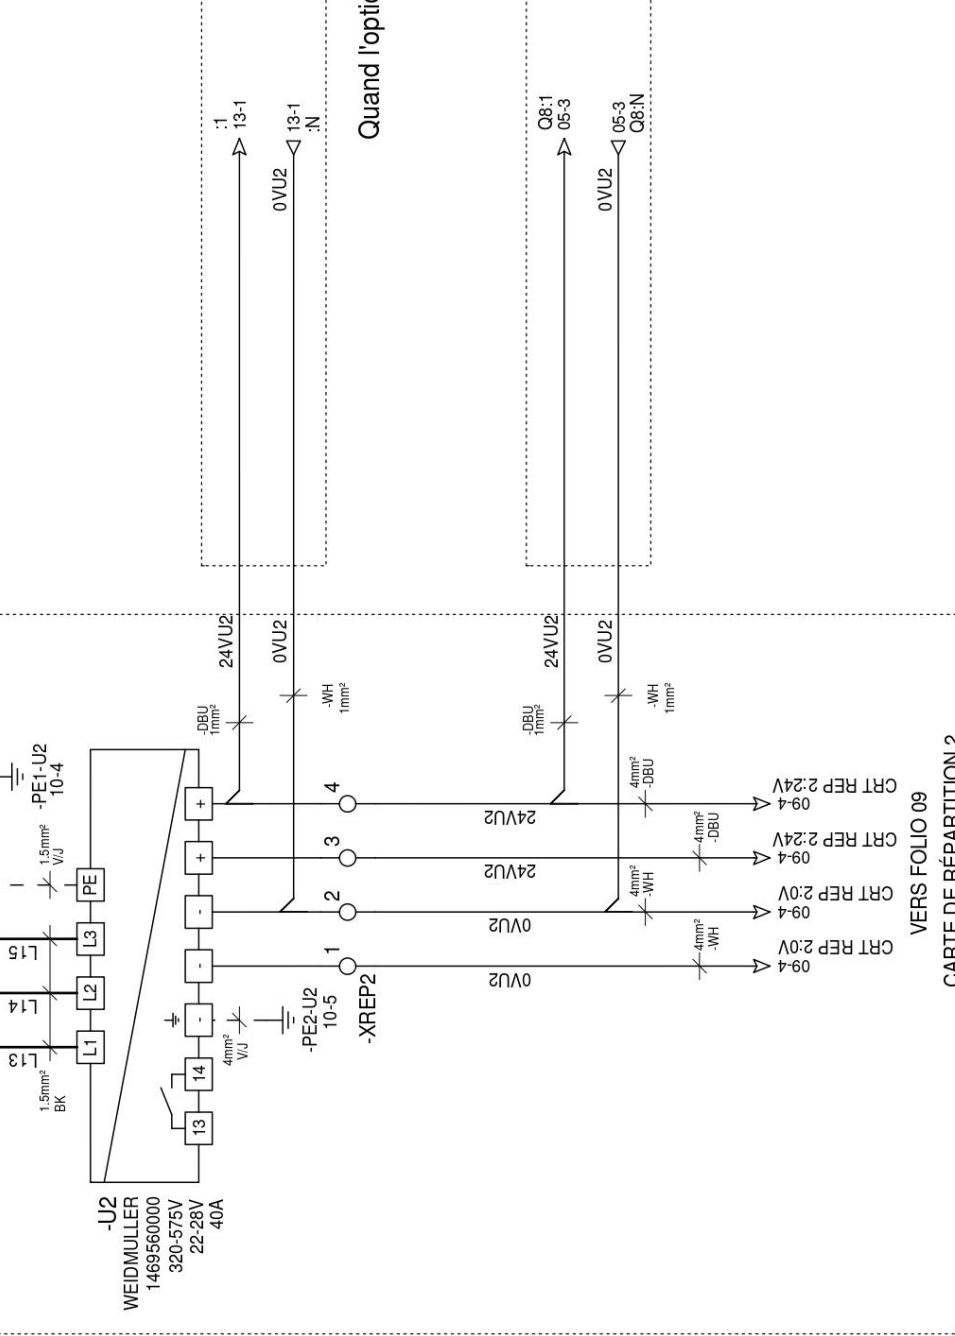 :1
13-1
13-1
:N
0VU2
Quand l'optio
Q8:1
05-3
05-3
Q8:N
0VU2
24VU2
0VU2
24VU2
0VU2
-DBU
1mm²
-WH
1mm²
-DBU
1mm²
-WH
1mm²
-PE1-U2
10-4
1.5mm²
V/J
PE
L3
L2
L1
L15
L14
L13
1.5mm²
BK
+
+
-
-
-
14
13
4
3
2
1
-XREP2
4mm²
V/J
-PE2-U2
10-5
24VU2
24VU2
0VU2
0VU2
4mm²
-DBU
4mm²
-DBU
4mm²
-WH
4mm²
-WH
09-4
CRT REP 2:24V
09-4
CRT REP 2:24V
09-4
CRT REP 2:0V
09-4
CRT REP 2:0V
VERS FOLIO 09
CARTE DE RÉPARTITION 2
-U2
WEIDMULLER
1469560000
320-575V
22-28V
40A